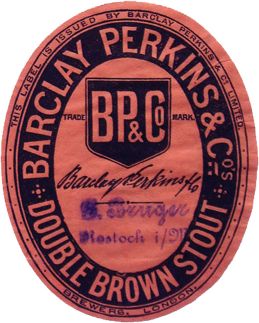 THIS LABEL IS ISSUED BY BARCLAY PERKINS & CO LIMITED.
BARCLAY PERKINS & Co's
TRADE MARK.
BP&Co
Barclay Perkins & Co
Rostock i/M
DOUBLE BROWN STOUT
BREWERS, LONDON.